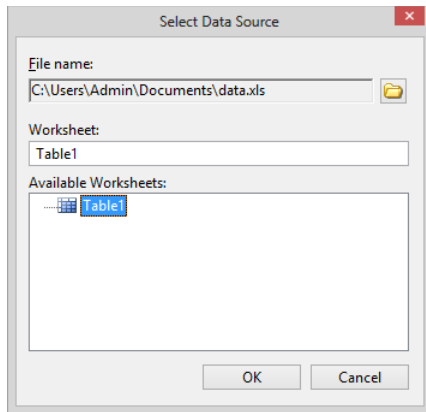 Select Data Source
File name:
C:\Users\Admin\Documents\data.xls
Worksheet:
Table1
Available Worksheets:
Table1
OK Cancel